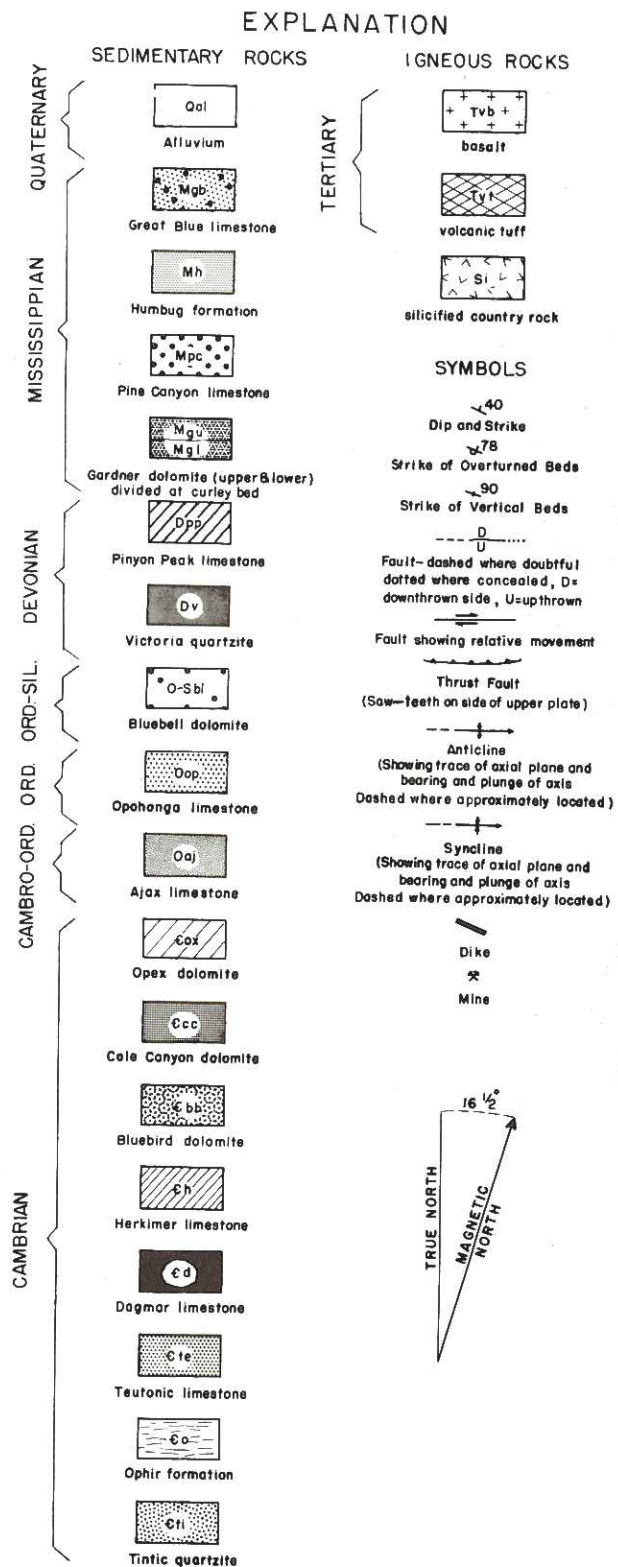 EXPLANATION
SEDIMENTARY ROCKS
QUATERNARY
Qal
Alluvium
MISSISSIPPIAN
Mgb
Great Blue limestone
Mh
Humbug formation
Mpc
Pine Canyon limestone
Mgu
Mgl
Gardner dolomite (upper & lower)
divided at curley bed
DEVONIAN
Dpp
Pinyon Peak limestone
Dv
Victoria quartzite
ORD.-SIL.
O-Sbl
Bluebell dolomite
ORD.
Oop
Opohonga limestone
CAMBRO-ORD.
Oaj
Ajax limestone
CAMBRIAN
Єox
Opex dolomite
Єcc
Cole Canyon dolomite
Єbb
Bluebird dolomite
Єh
Herkimer limestone
Єd
Dagmar limestone
Єte
Teutonic limestone
Єo
Ophir formation
Єti
Tintic quartzite
IGNEOUS ROCKS
TERTIARY
Tvb
basalt
Tvt
volcanic tuff
Si
silicified country rock
SYMBOLS
40
Dip and Strike
78
Strike of Overturned Beds
90
Strike of Vertical Beds
D
U
Fault-dashed where doubtful
dotted where concealed, D=
downthrown side, U=upthrown
Fault showing relative movement
Thrust Fault
(Saw-teeth on side of upper plate)
Anticline
(Showing trace of axial plane and
bearing and plunge of axis
Dashed where approximately located)
Syncline
(Showing trace of axial plane and
bearing and plunge of axis
Dashed where approximately located)
Dike
Mine
16 ½°
TRUE NORTH
MAGNETIC
NORTH